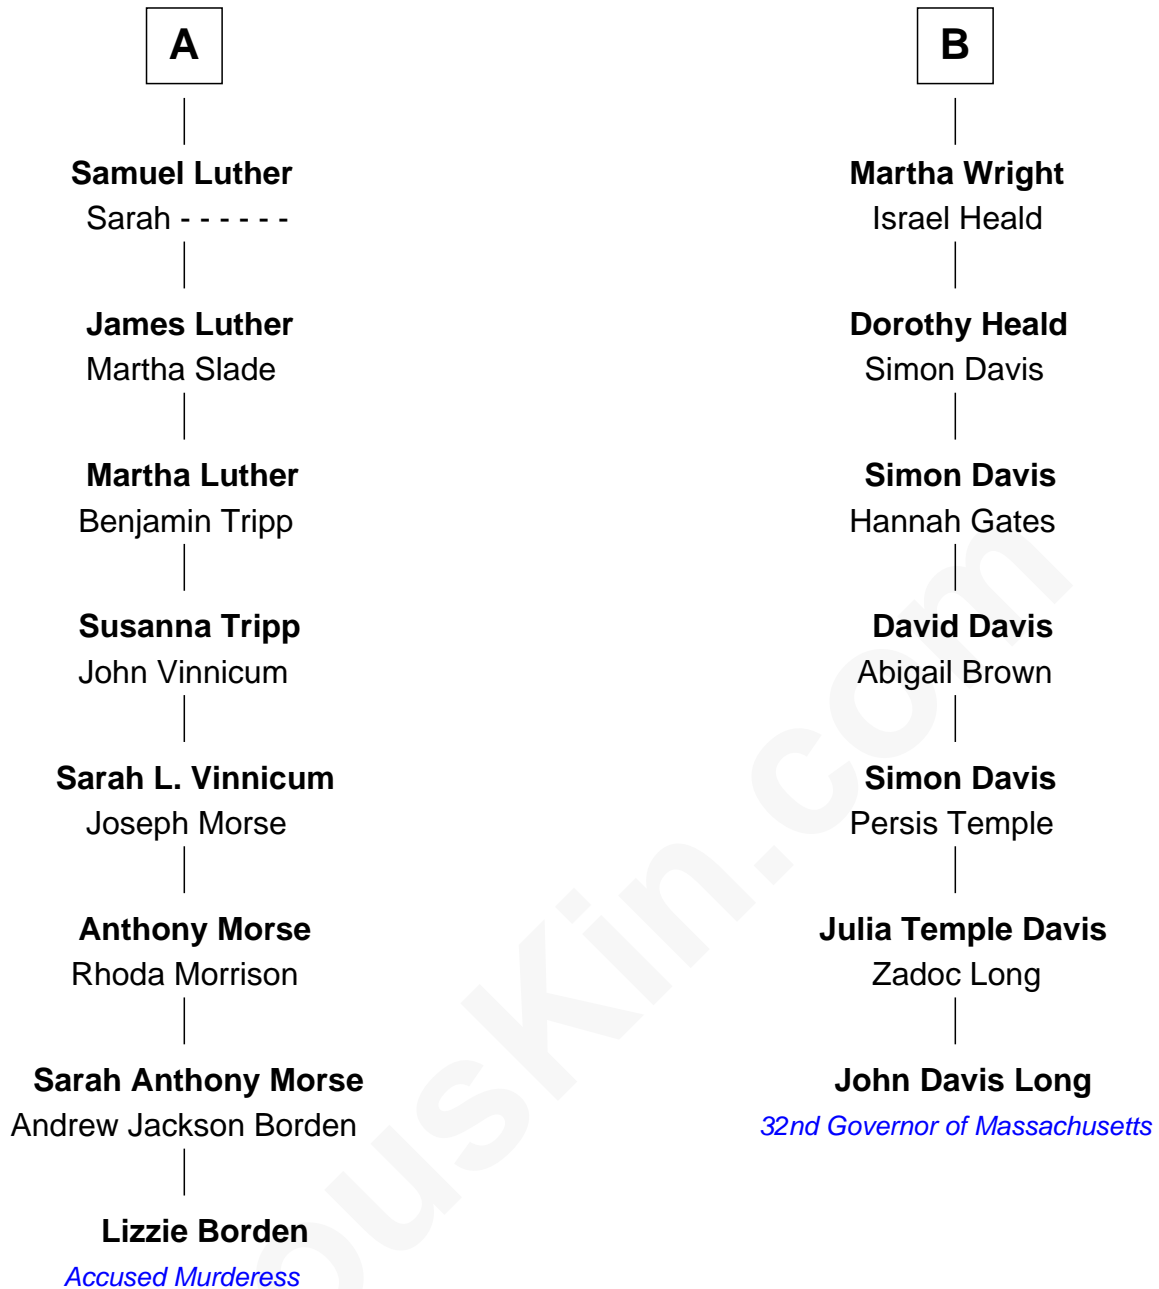 A
Samuel Luther
Sarah - - - - - -
James Luther
Martha Slade
Martha Luther
Benjamin Tripp
Susanna Tripp
John Vinnicum
Sarah L. Vinnicum
Joseph Morse
Anthony Morse
Rhoda Morrison
Sarah Anthony Morse
Andrew Jackson Borden
Lizzie Borden
Accused Murderess
B
Martha Wright
Israel Heald
Dorothy Heald
Simon Davis
Simon Davis
Hannah Gates
David Davis
Abigail Brown
Simon Davis
Persis Temple
Julia Temple Davis
Zadoc Long
John Davis Long
32nd Governor of Massachusetts
ousKin.com